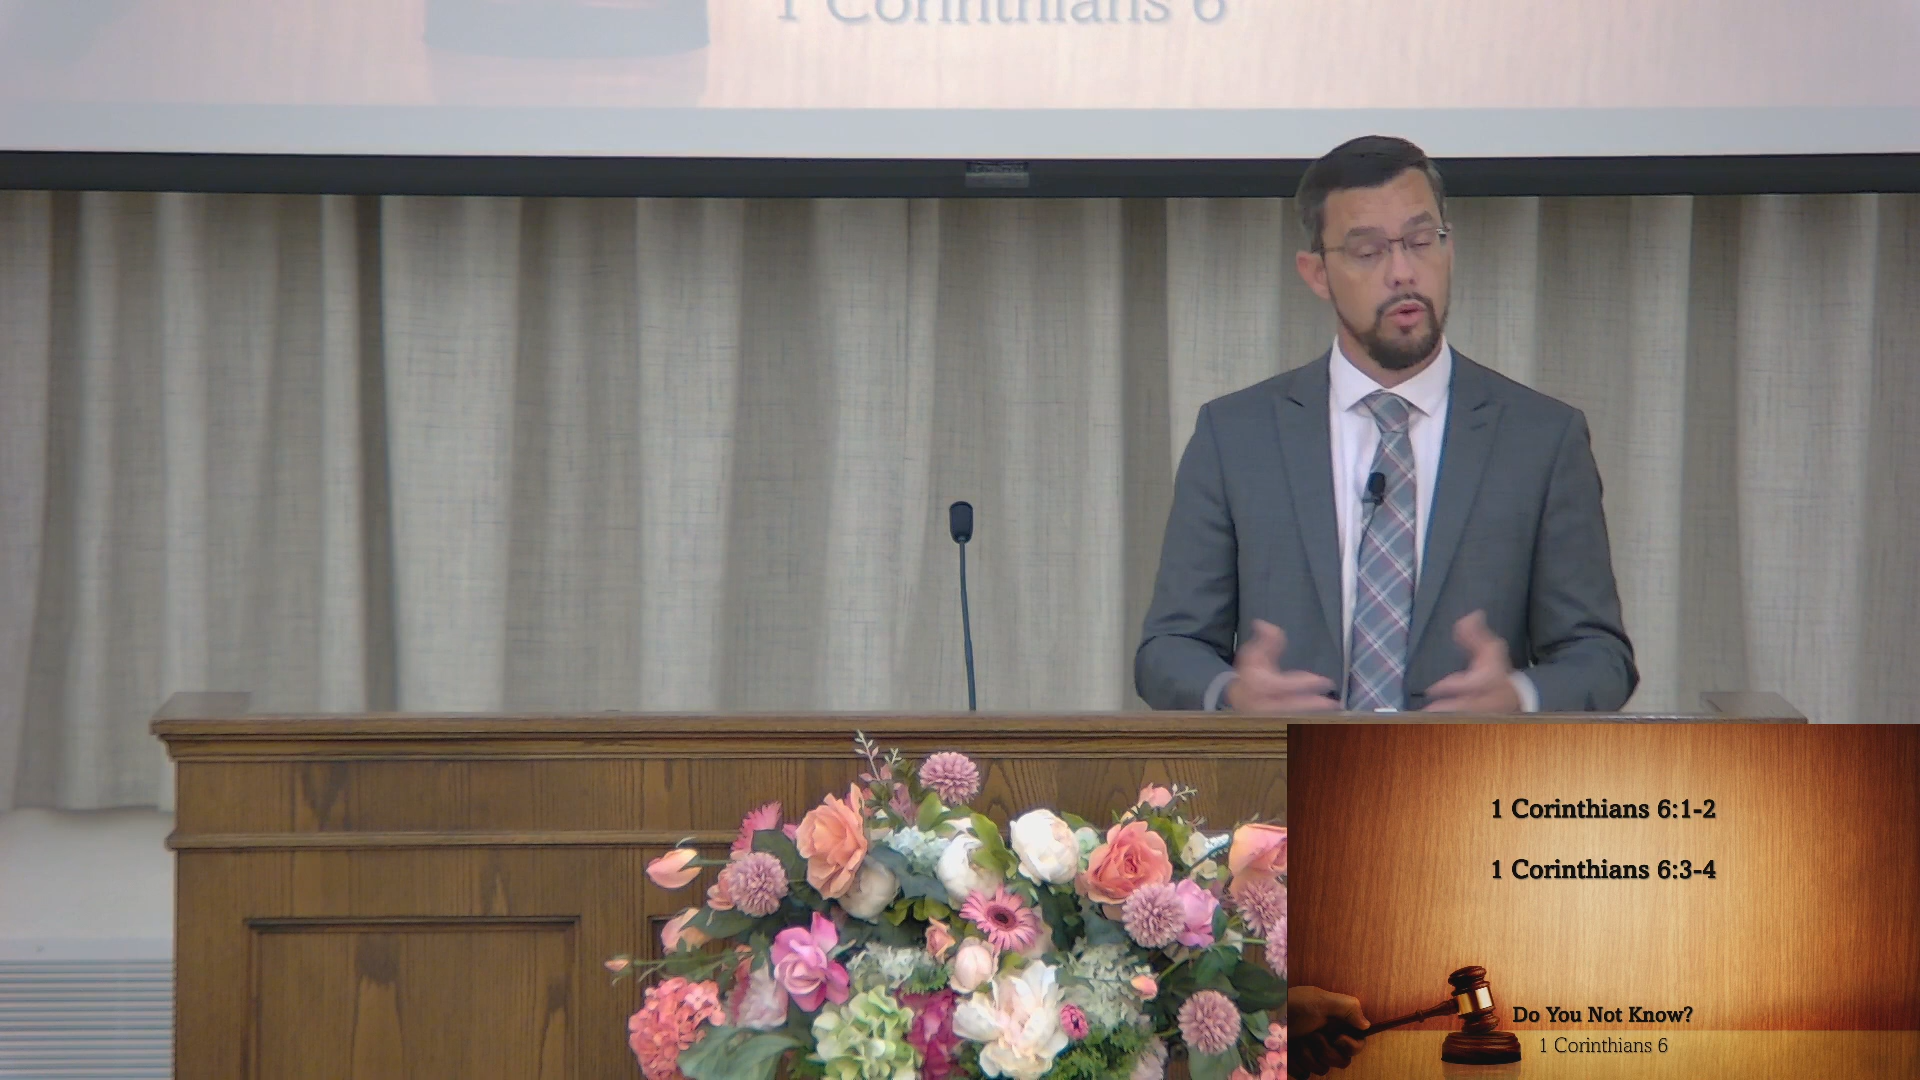 1 Corinthians 6
1 Corinthians 6:1-2
1 Corinthians 6:3-4
Do You Not Know?
1 Corinthians 6